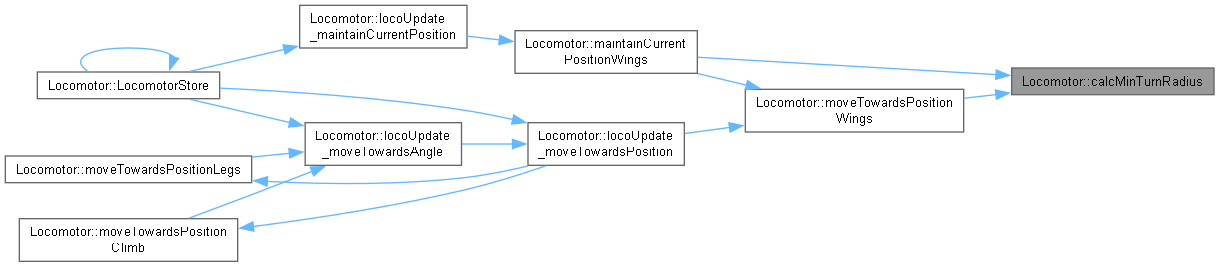 Locomotor::locoUpdate
_maintainCurrentPosition
Locomotor::maintainCurrent
PositionWings
Locomotor::LocomotorStore
Locomotor::calcMinTurnRadius
Locomotor::moveTowardsPosition
Wings
Locomotor::locoUpdate
_moveTowardsAngle
Locomotor::locoUpdate
_moveTowardsPosition
Locomotor::moveTowardsPositionLegs
Locomotor::moveTowardsPosition
Climb